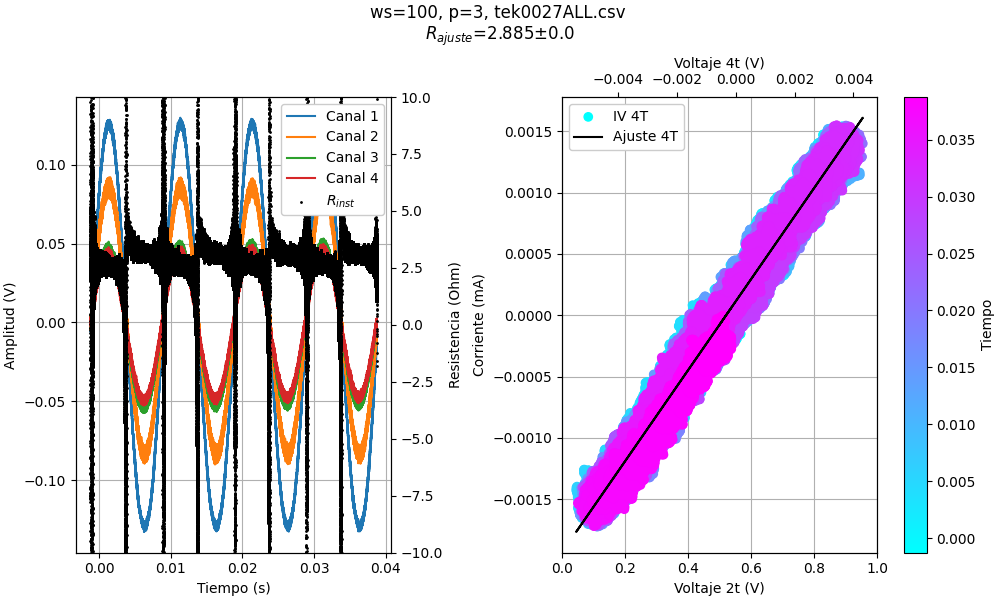 ws=100, p=3, tek0027ALL.csv
R_ajuste=2.885±0.0
Canal 1
Canal 2
Canal 3
Canal 4
R_inst
0.10
0.05
0.00
−0.05
−0.10
Amplitud (V)
0.00 0.01 0.02 0.03 0.04
Tiempo (s)
10.0
7.5
5.0
2.5
0.0
−2.5
−5.0
−7.5
−10.0
Resistencia (Ohm)
Voltaje 4t (V)
−0.004 −0.002 0.000 0.002 0.004
IV 4T
Ajuste 4T
0.0015
0.0010
0.0005
0.0000
−0.0005
−0.0010
−0.0015
Corriente (mA)
0.0 0.2 0.4 0.6 0.8 1.0
Voltaje 2t (V)
0.035
0.030
0.025
0.020
0.015
0.010
0.005
0.000
Tiempo